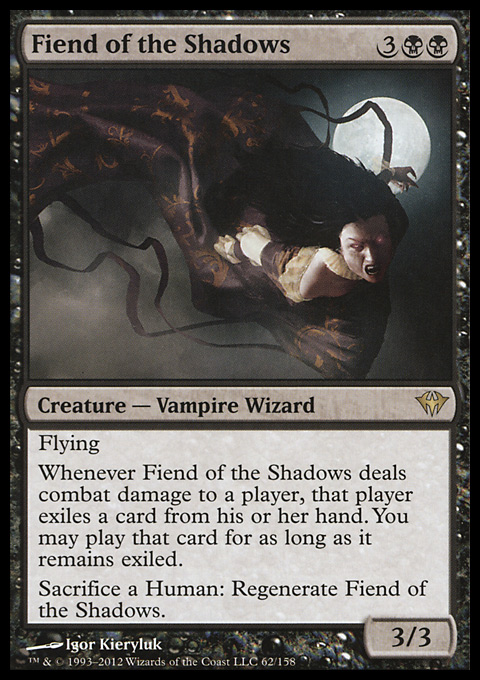 Fiend of the Shadows 3
Creature — Vampire Wizard
Flying
Whenever Fiend of the Shadows deals
combat damage to a player, that player
exiles a card from his or her hand. You
may play that card for as long as it
remains exiled.
Sacrifice a Human: Regenerate Fiend of
the Shadows.
3/3
Igor Kieryluk
™ & © 1993–2012 Wizards of the Coast LLC 62/158